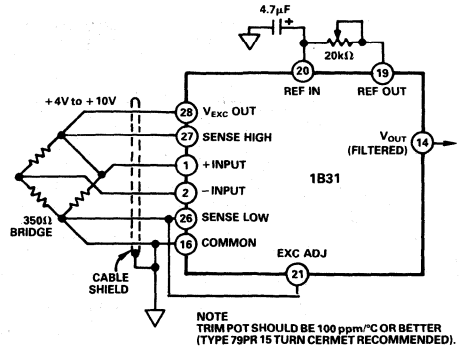 4.7µF
+
20kΩ
20
19
REF IN
REF OUT
+4V to +10V
28
VEXC OUT
27
SENSE HIGH
VOUT
(FILTERED)
14
1
+INPUT
1B31
2
−INPUT
350Ω
BRIDGE
26
SENSE LOW
16
COMMON
EXC ADJ
21
CABLE
SHIELD
NOTE
TRIM POT SHOULD BE 100 ppm/°C OR BETTER
(TYPE 79PR 15 TURN CERMET RECOMMENDED).